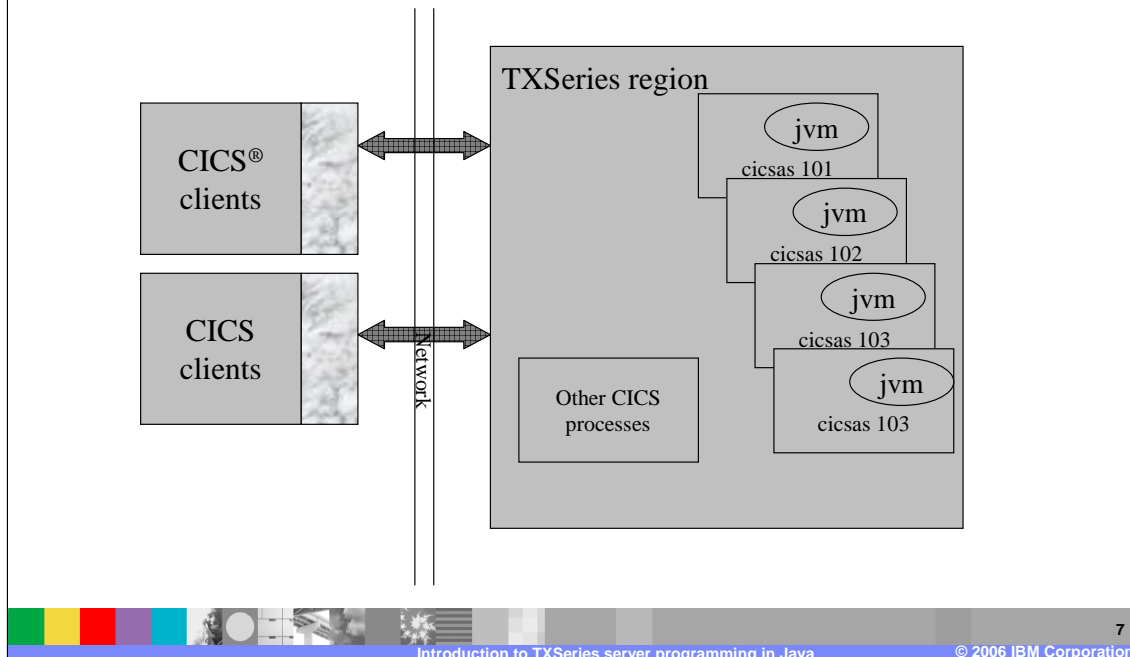 TXSeries region
jvm
cicsas 101
jvm
cicsas 102
jvm
cicsas 103
jvm
cicsas 103
CICS®
clients
CICS
clients
Network
Other CICS
processes
7
Introduction to TXSeries server programming in Java
© 2006 IBM Corporation